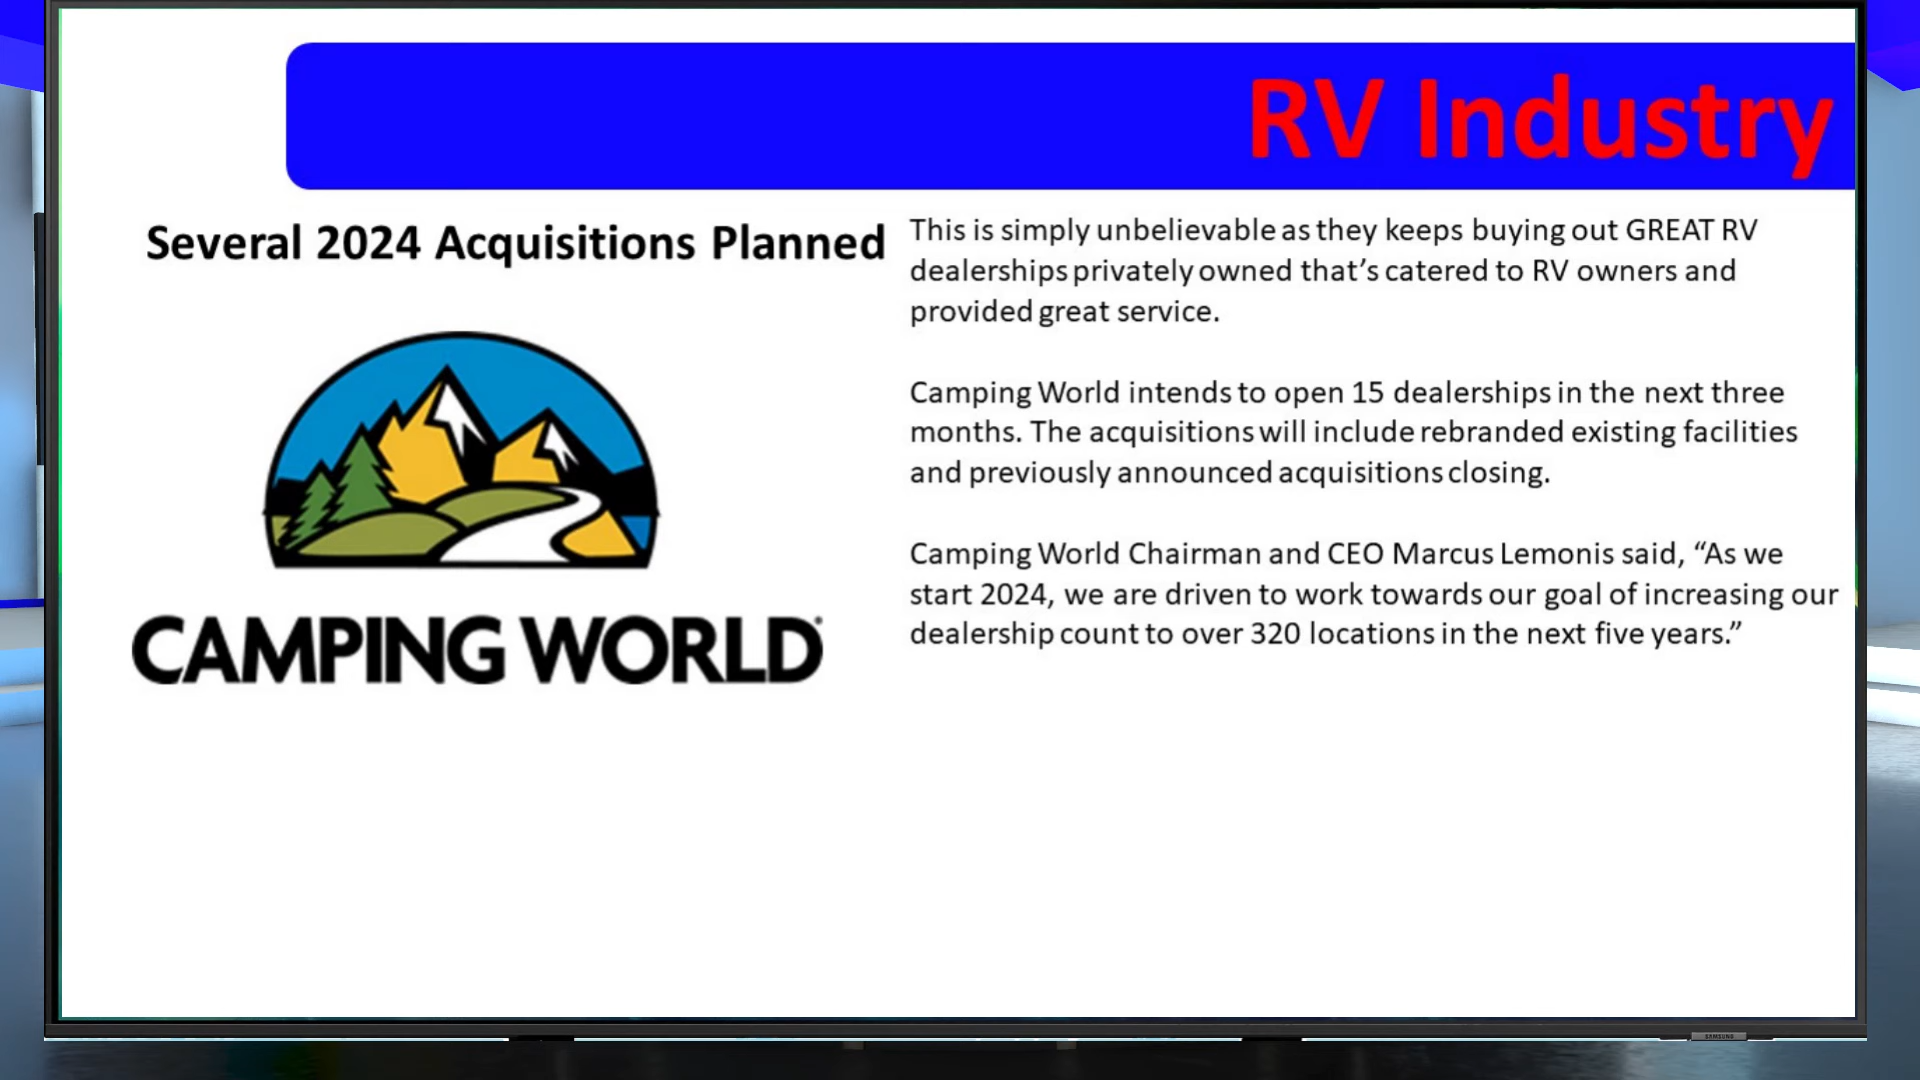 RV Industry
Several 2024 Acquisitions Planned
This is simply unbelievable as they keeps buying out GREAT RV
dealerships privately owned that’s catered to RV owners and
provided great service.
Camping World intends to open 15 dealerships in the next three
months. The acquisitions will include rebranded existing facilities
and previously announced acquisitions closing.
Camping World Chairman and CEO Marcus Lemonis said, “As we
start 2024, we are driven to work towards our goal of increasing our
dealership count to over 320 locations in the next five years.”
CAMPING WORLD
SAMSUNG